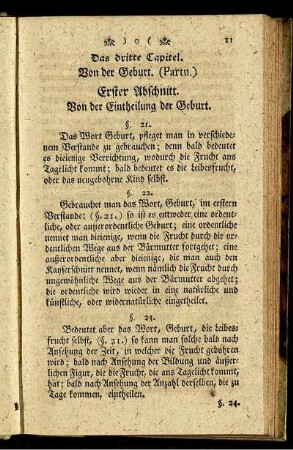 ) o (
21
Das dritte Capitel.
Von der Geburt. (Partu.)
Erster Abschnitt.
Von der Eintheilung der Geburt.
§. 21.
Das Wort Geburt, pfleget man in verschiede-
nem Verstande zu gebrauchen; denn bald bedeutet
es diejenige Verrichtung, wodurch die Frucht ans
Tagelicht kommt; bald bedeutet es die Leibesfrucht,
oder das neugebohrne Kind selbst.
§. 22.
Gebrauchet man das Wort, Geburt, im erstern
Verstande; (§. 21.) so ist es entweder eine ordent-
liche, oder außerordentliche Geburt; eine ordentliche
nennet man diejenige, wenn die Frucht durch die or-
dentlichen Wege aus der Bärmutter fortgehet; eine
außerordentliche aber diejenige, die man auch den
Kayserschnitt nennet, wenn nämlich die Frucht durch
ungewöhnliche Wege aus der Bärmutter abgehet;
die ordentliche wird wieder in eine natürliche und
künstliche, oder widernatürliche eingetheilet.
§. 23.
Bedeutet aber das Wort, Geburt, die Leibes-
frucht selbst, (§. 21.) so kann man solche bald nach
Ansehung der Zeit, in welcher die Frucht gebohren
wird; bald nach Ansehung der Bildung und äußer-
lichen Figur, die die Frucht, die ans Tagelicht kommt,
hat; bald nach Ansehung der Anzahl derselben, die zu
Tage kommen, eintheilen.
§. 24.